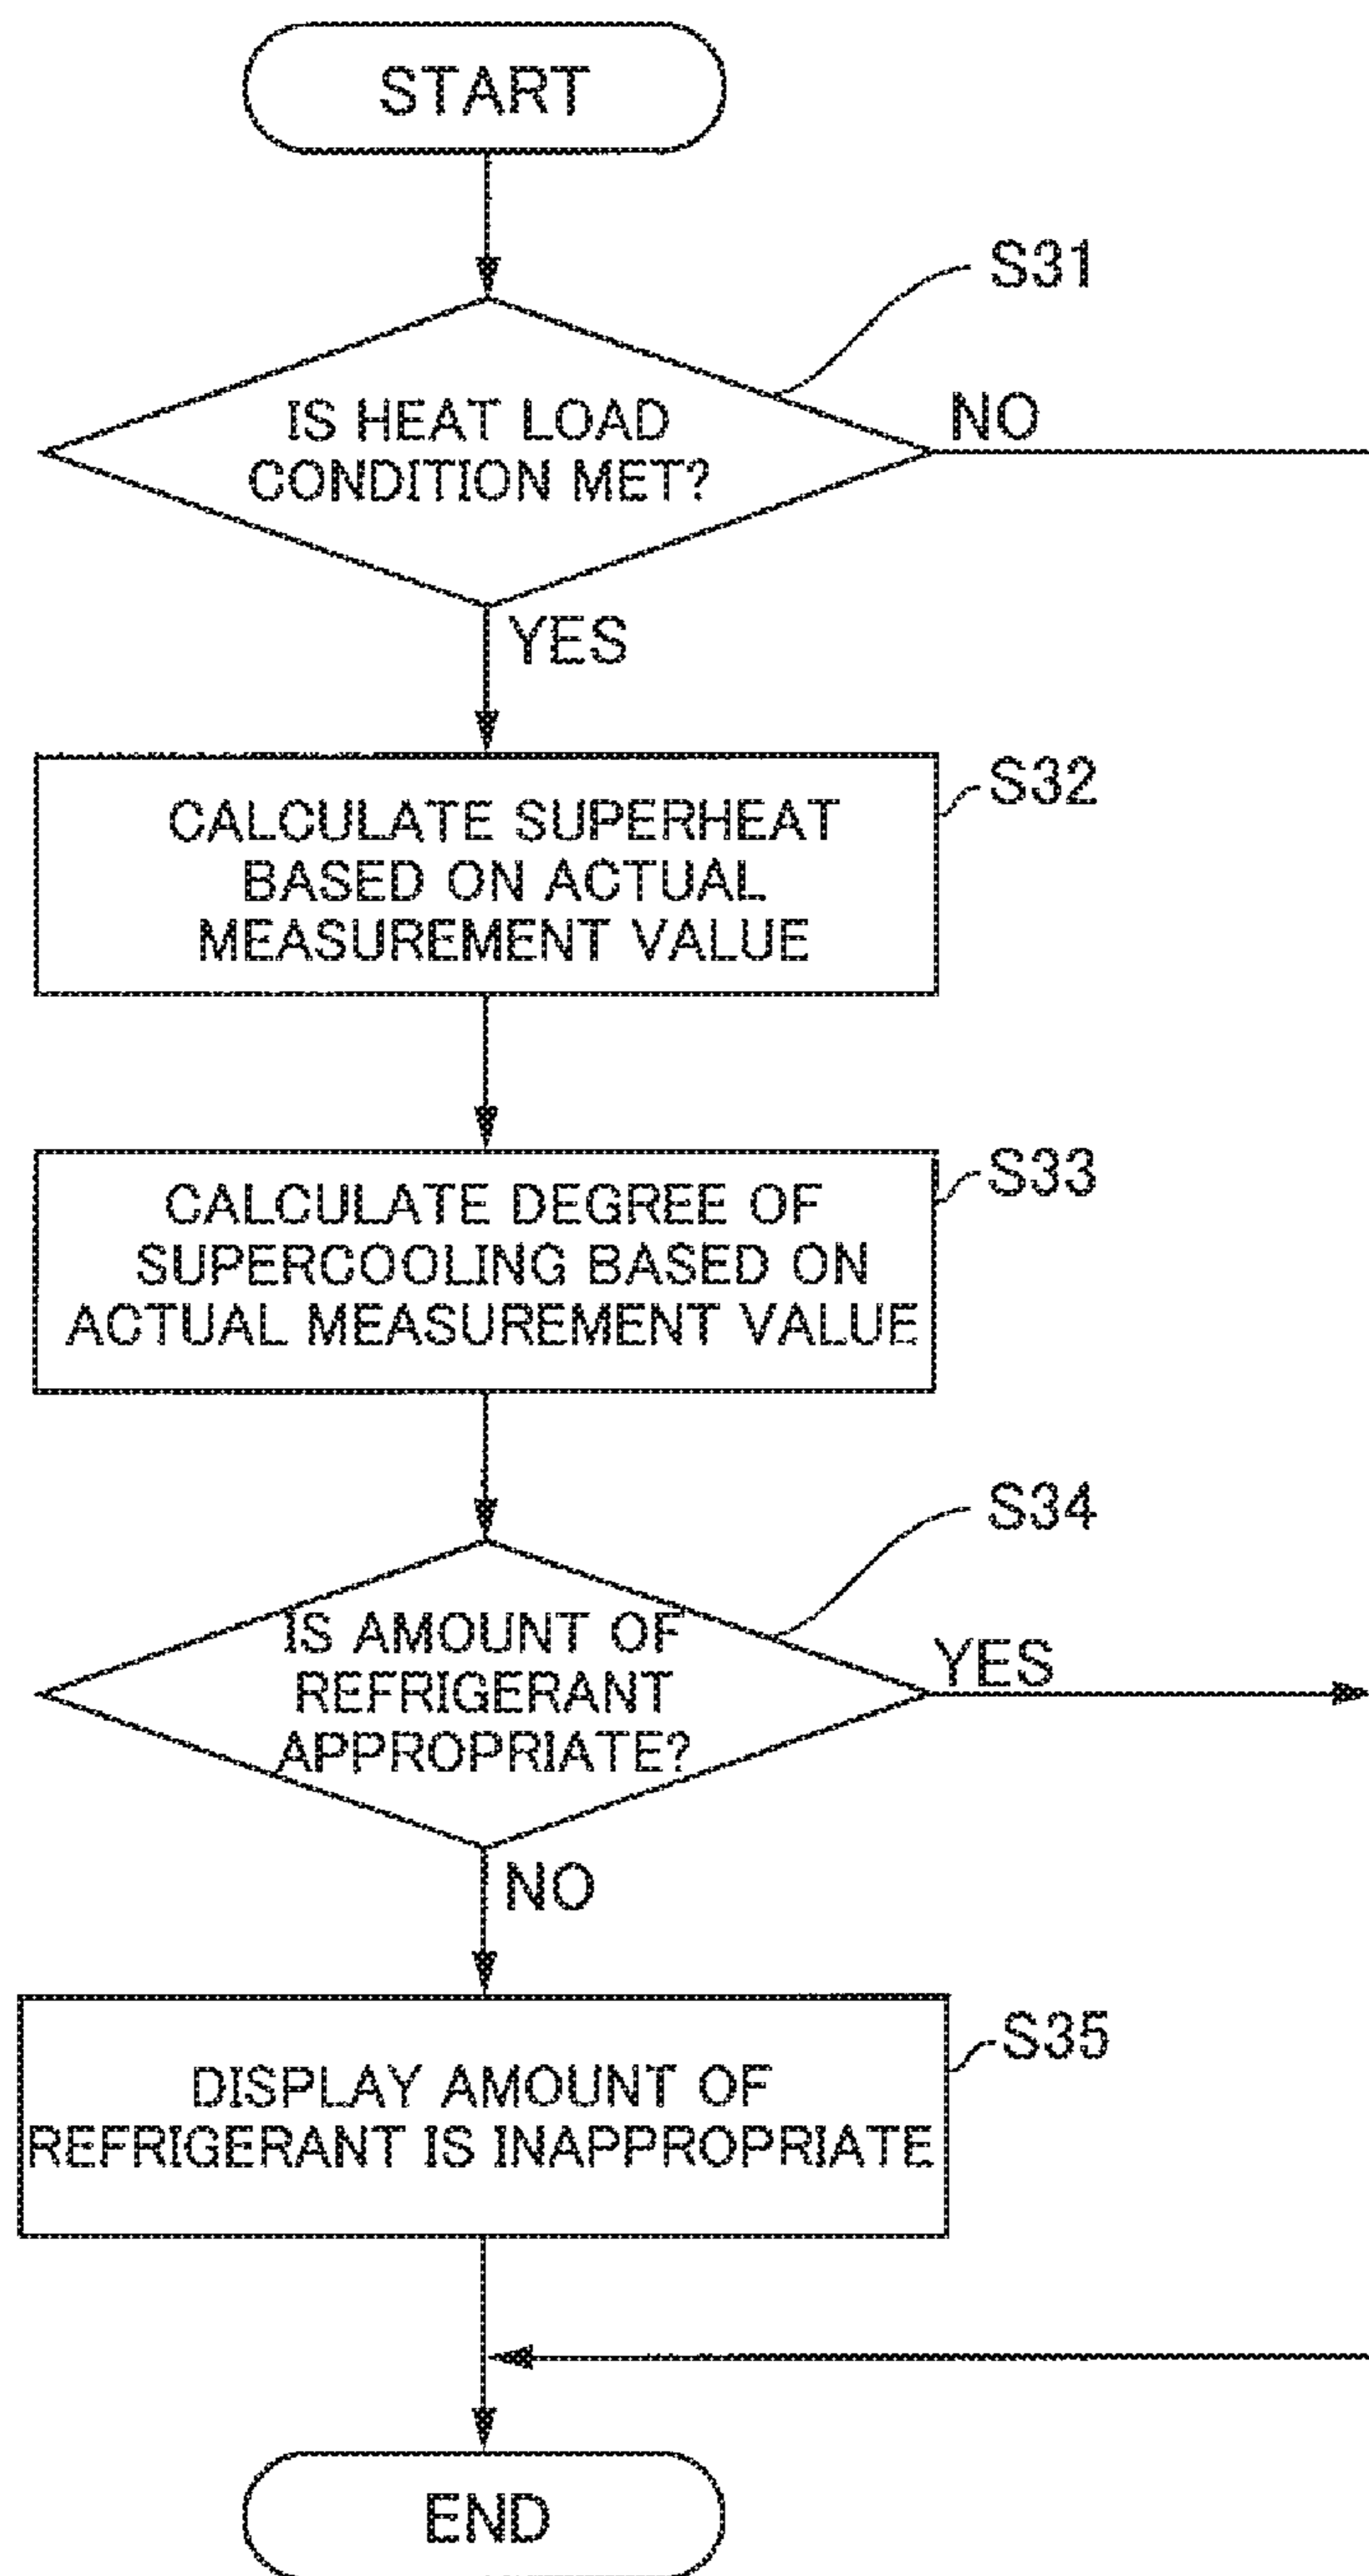 START
S31
IS HEAT LOAD
CONDITION MET?
NO
YES
S32
CALCULATE SUPERHEAT
BASED ON ACTUAL
MEASUREMENT VALUE
S33
CALCULATE DEGREE OF
SUPERCOOLING BASED ON
ACTUAL MEASUREMENT VALUE
S34
IS AMOUNT OF
REFRIGERANT
APPROPRIATE?
YES
NO
S35
DISPLAY AMOUNT OF
REFRIGERANT IS INAPPROPRIATE
END